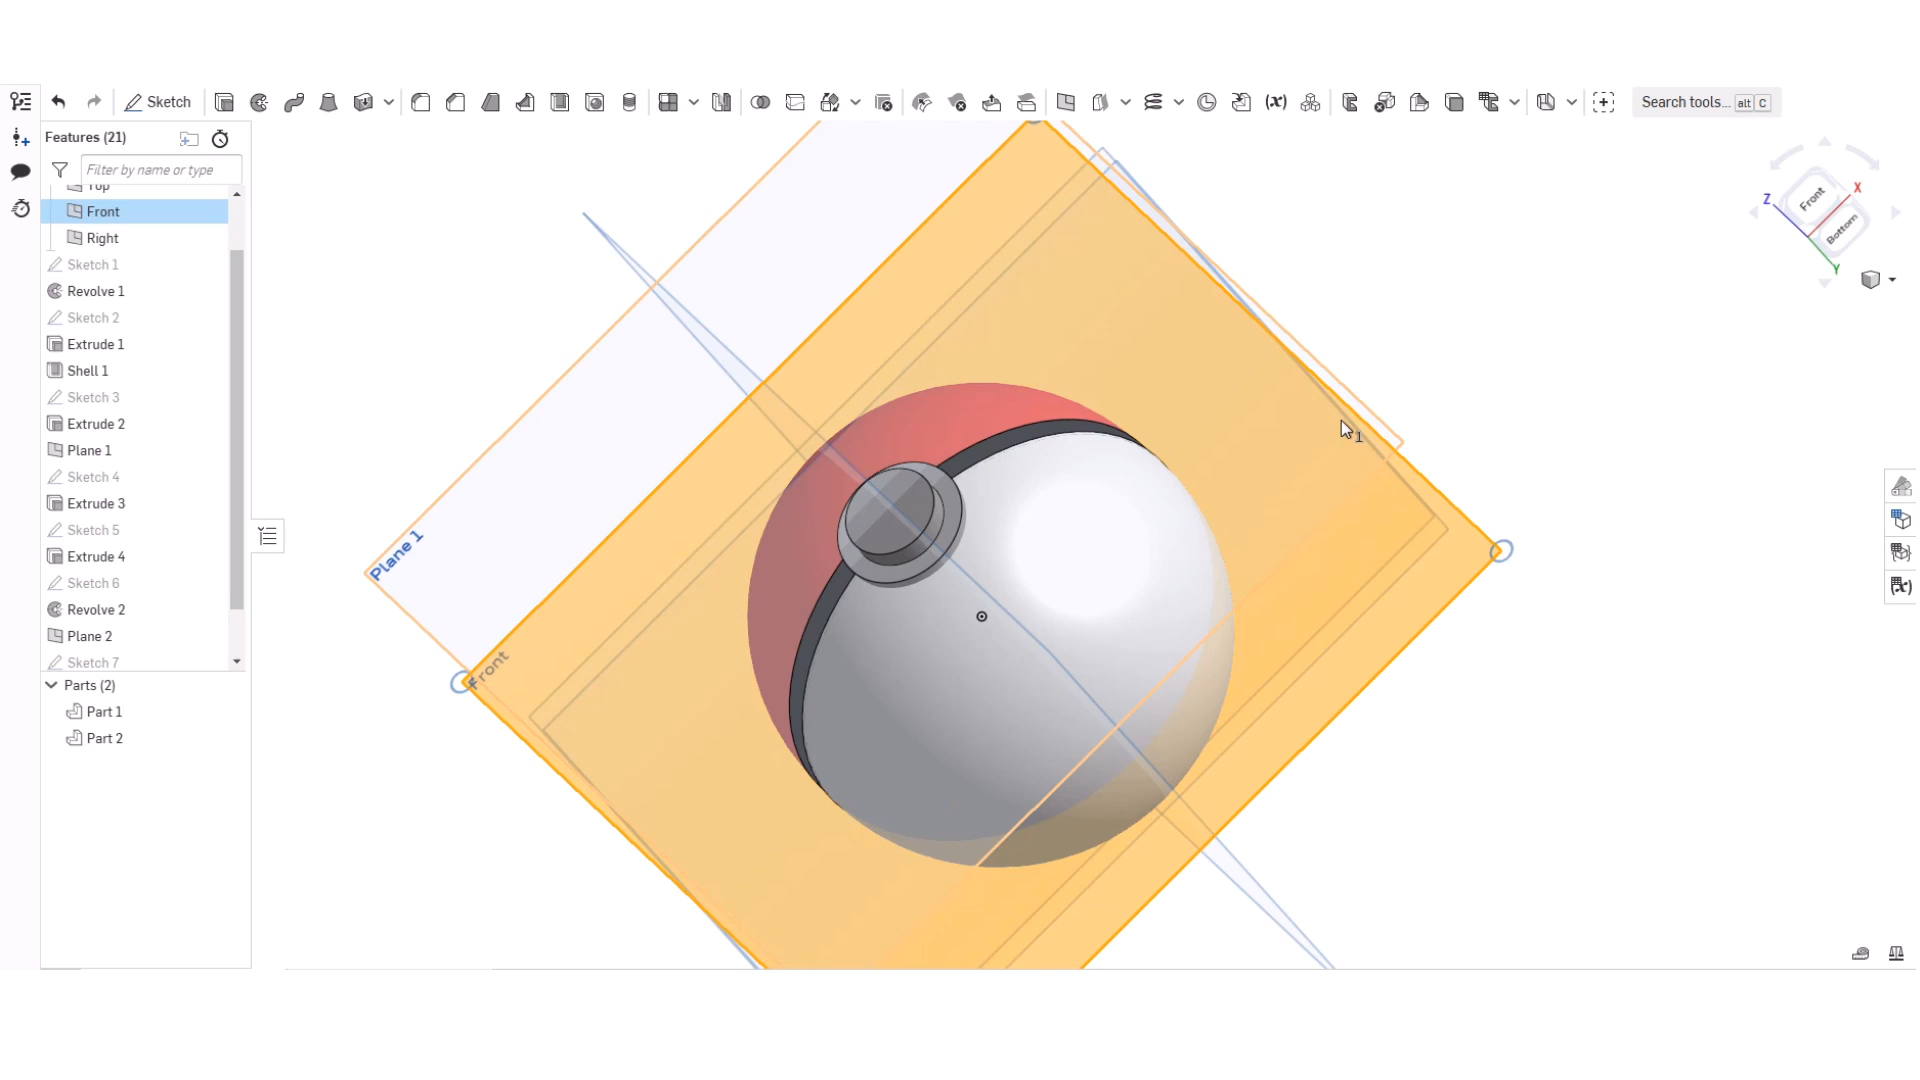 Sketch
Search tools... alt C
Features (21)
Filter by name or type
Top
Front
Right
Sketch 1
Revolve 1
Sketch 2
Extrude 1
Shell 1
Sketch 3
Extrude 2
Plane 1
Sketch 4
Extrude 3
Sketch 5
Extrude 4
Sketch 6
Revolve 2
Plane 2
Sketch 7
Parts (2)
Part 1
Part 2
Plane 1
Front
1
Z
X
Front
Bottom
Y
(x)
(x)